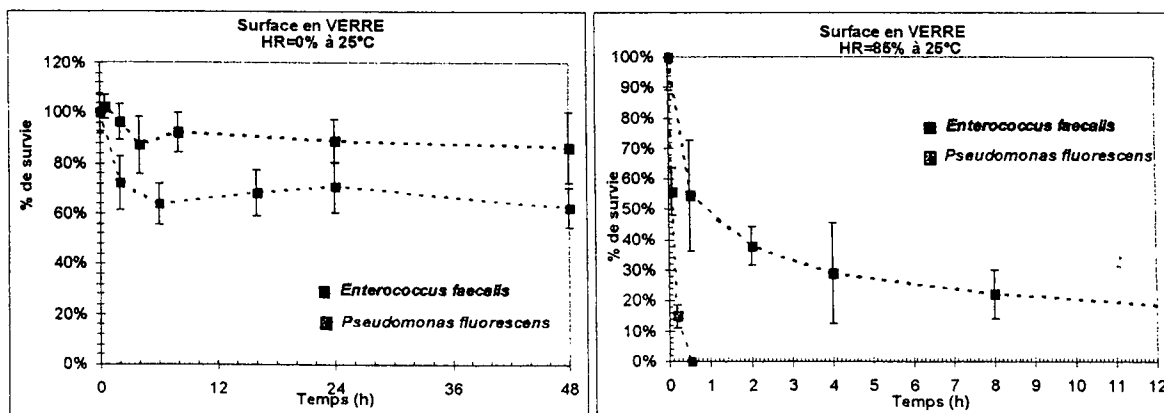 Surface en VERRE
HR=0% à 25°C
120%
100%
80%
60%
40%
20%
0%
% de survie
Enterococcus faecalis
Pseudomonas fluorescens
0
12
24
36
48
Temps (h)
Surface en VERRE
HR=85% à 25°C
100%
90%
80%
70%
60%
50%
40%
30%
20%
10%
0%
% de survie
Enterococcus faecalis
Pseudomonas fluorescens
0 1 2 3 4 5 6 7 8 9 10 11 12
Temps (h)